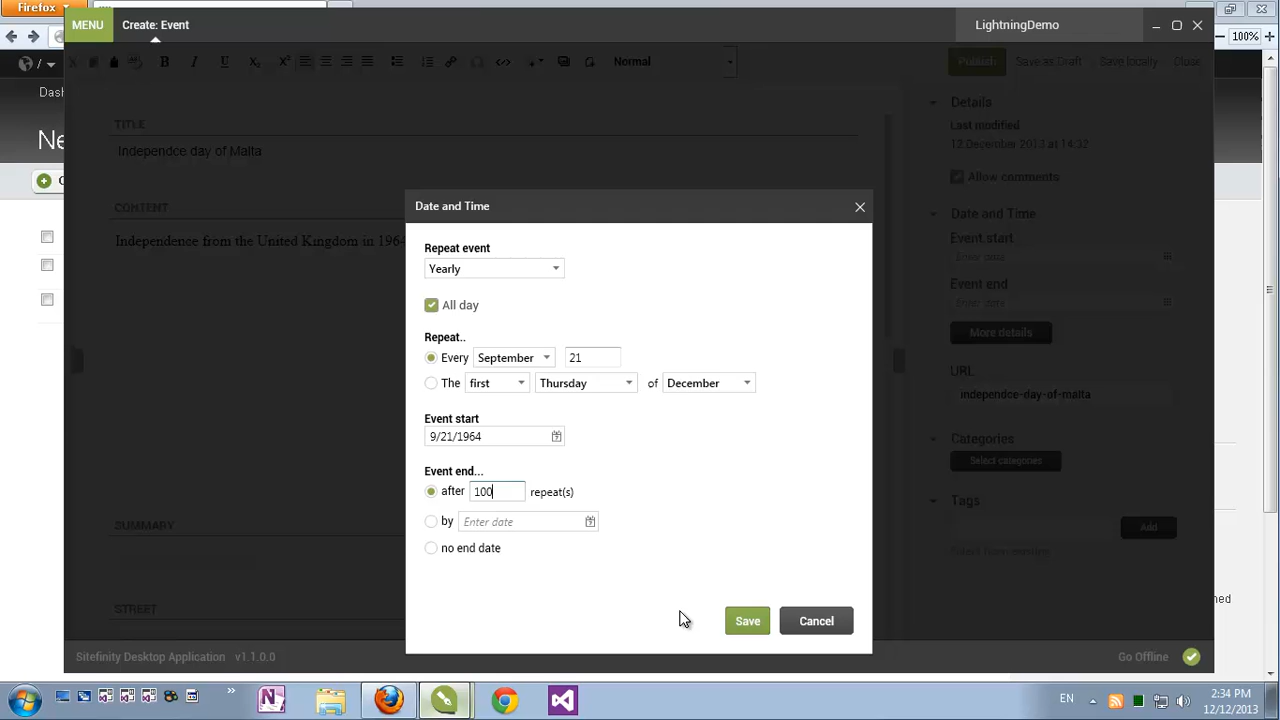 Firefox
MENU
Create: Event
LightningDemo
100%
B I U X X Normal
Publish Save as Draft Save locally Close
Dash
Ne
TITLE
Independce day of Malta
CONTENT
Independence from the United Kingdom in 1964
SUMMARY
STREET
Details
Last modified
12 December 2013 at 14:32
Allow comments
Date and Time
Event start
Enter date
Event end
Enter date
More details
URL
independce-day-of-malta
Categories
Select categories
Tags
Add
Date and Time
Repeat event
Yearly
All day
Repeat..
Every September 21
The first Thursday of December
Event start
9/21/1964
Event end...
after 100 repeat(s)
by Enter date
no end date
Save Cancel
Sitefinity Desktop Application v1.1.0.0
Go Offline
EN
2:34 PM
12/12/2013